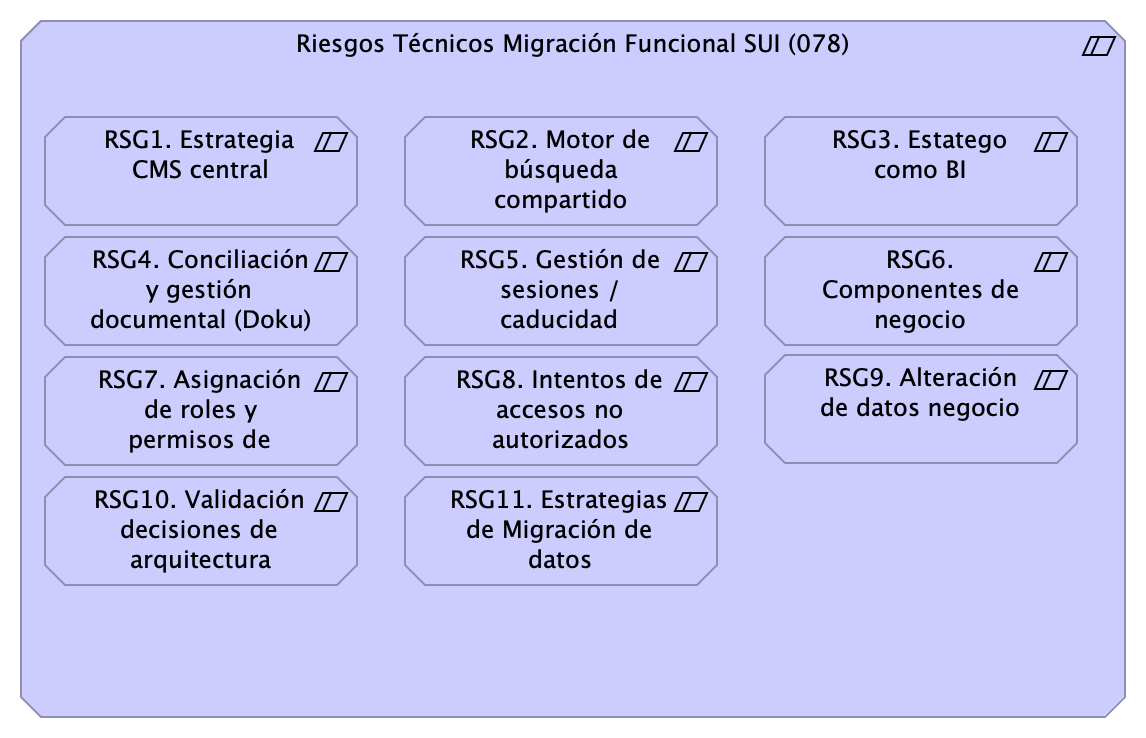 Riesgos Técnicos Migración Funcional SUI (078)
RSG1. Estrategia
CMS central
RSG2. Motor de
búsqueda
compartido
RSG3. Estatego
como BI
RSG4. Conciliación
y gestión
documental (Doku)
RSG5. Gestión de
sesiones /
caducidad
RSG6.
Componentes de
negocio
RSG7. Asignación
de roles y
permisos de
RSG8. Intentos de
accesos no
autorizados
RSG9. Alteración
de datos negocio
RSG10. Validación
decisiones de
arquitectura
RSG11. Estrategias
de Migración de
datos